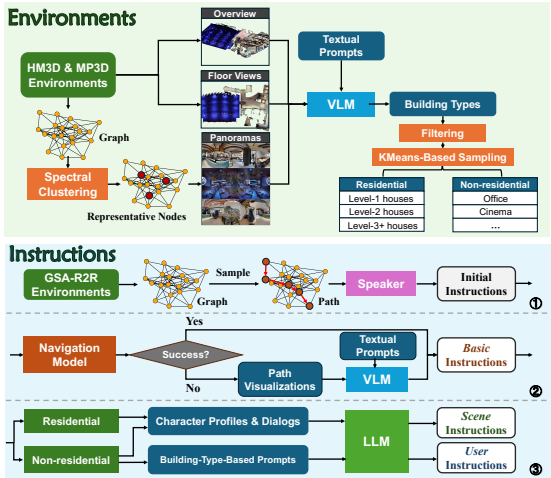 Environments
HM3D & MP3D
Environments
Graph
Spectral
Clustering
Representative Nodes
Overview
Floor Views
Panoramas
Textual
Prompts
VLM
Building Types
Filtering
KMeans-Based Sampling
Residential
Level-1 houses
Level-2 houses
Level-3+ houses
Non-residential
Office
Cinema
...
Instructions
GSA-R2R
Environments
Graph
Sample
Path
Speaker
Initial
Instructions
①
Navigation
Model
Success?
Yes
No
Path
Visualizations
Textual
Prompts
VLM
Basic
Instructions
②
Residential
Non-residential
Character Profiles & Dialogs
Building-Type-Based Prompts
LLM
Scene
Instructions
User
Instructions
③